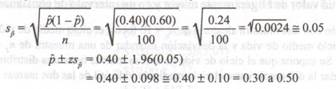 s_p̂ = √(p̂(1 − p̂)/n) = √((0.40)(0.60)/100) = √(0.24/100) = √0.0024 ≅ 0.05
p̂ ± zs_p̂ = 0.40 ± 1.96(0.05)
= 0.40 ± 0.098 ≅ 0.40 ± 0.10 = 0.30 a 0.50